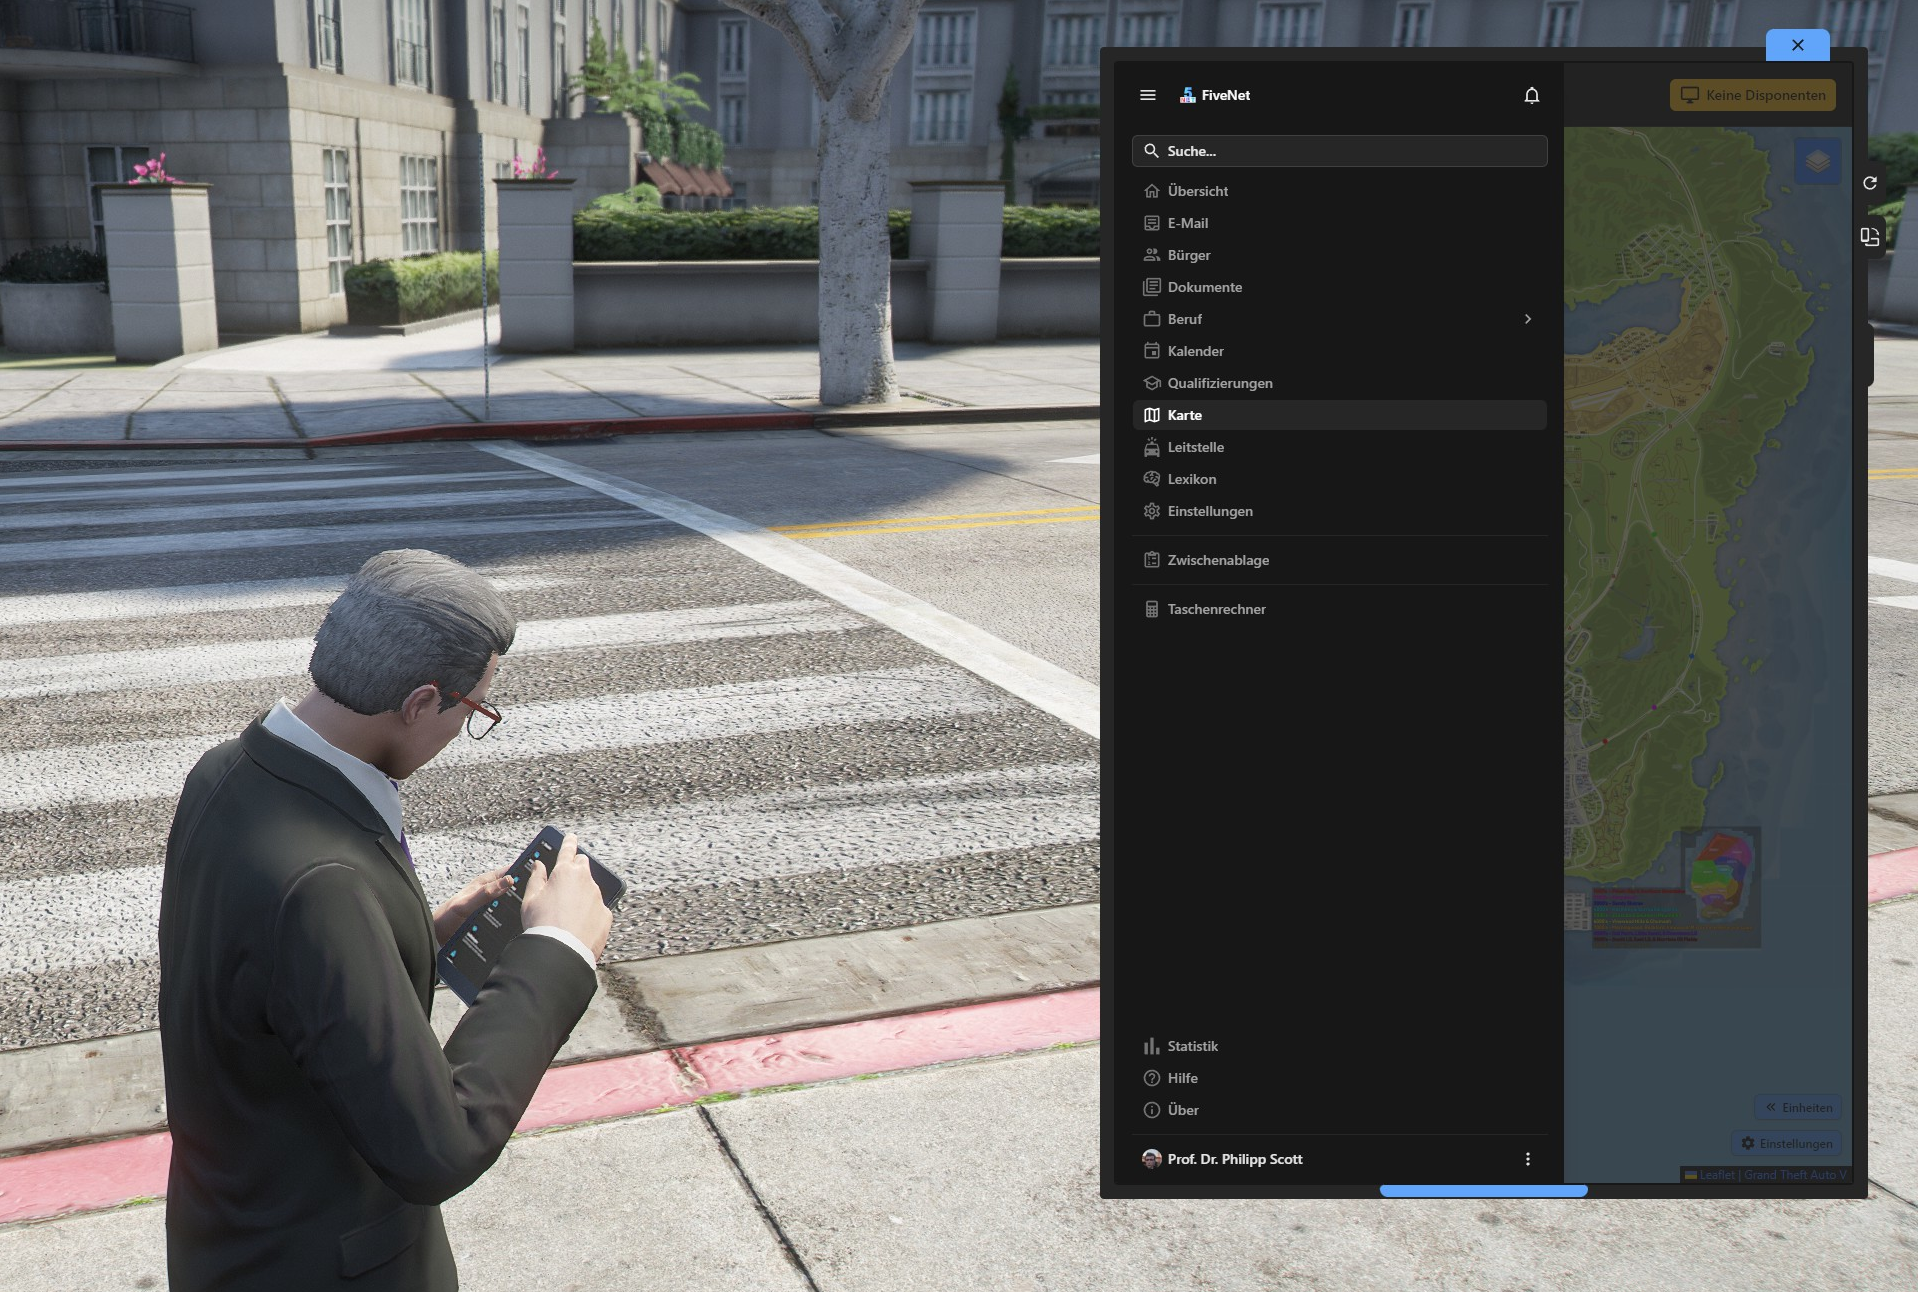 FiveNet
Keine Disponenten
Suche...
Übersicht
E-Mail
Bürger
Dokumente
Beruf
Kalender
Qualifizierungen
Karte
Leitstelle
Lexikon
Einstellungen
Zwischenablage
Taschenrechner
Statistik
Hilfe
Über
Einheiten
Einstellungen
Prof. Dr. Philipp Scott
Leaflet | Grand Theft Auto V